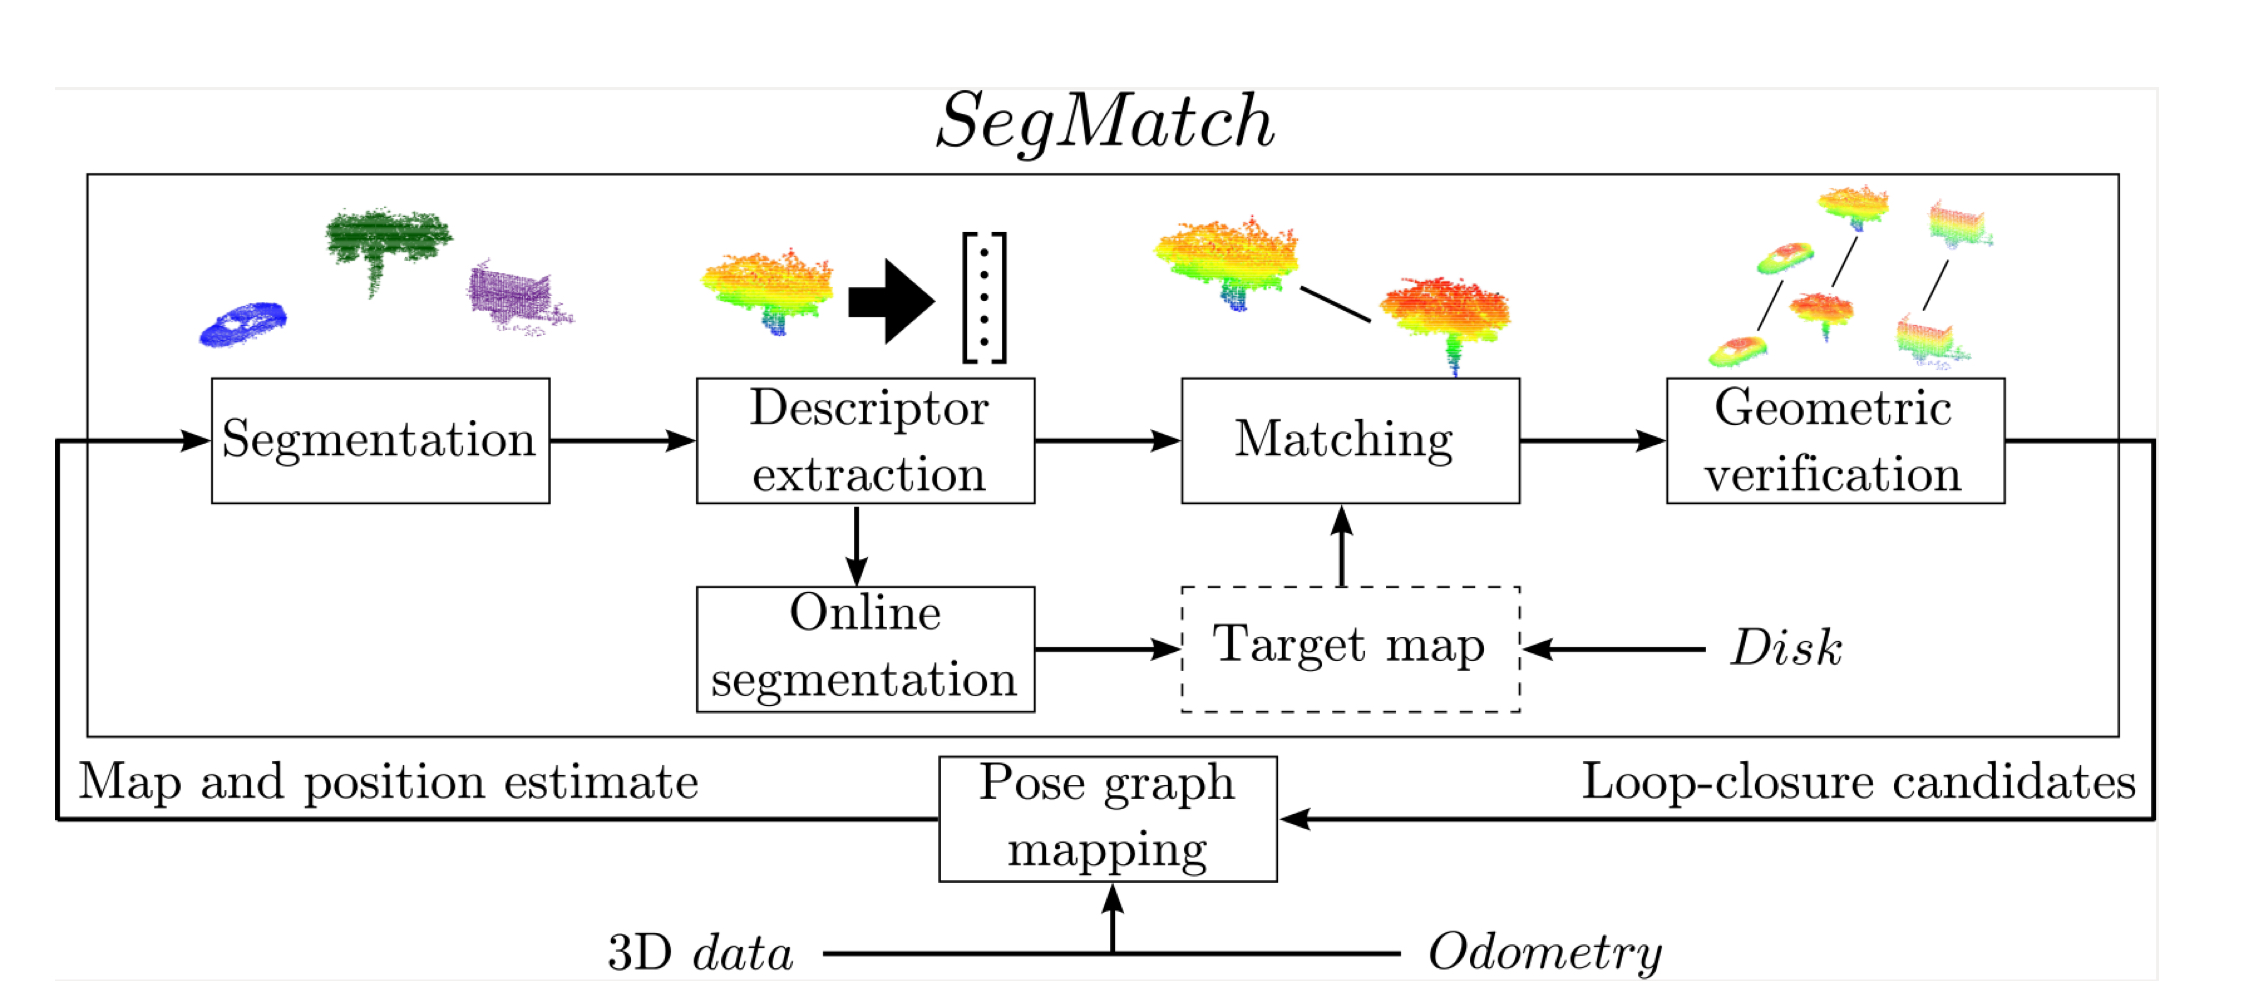 SegMatch
Segmentation
Descriptor
extraction
Matching
Geometric
verification
Online
segmentation
Target map
Disk
Map and position estimate
Pose graph
mapping
Loop-closure candidates
3D data
Odometry